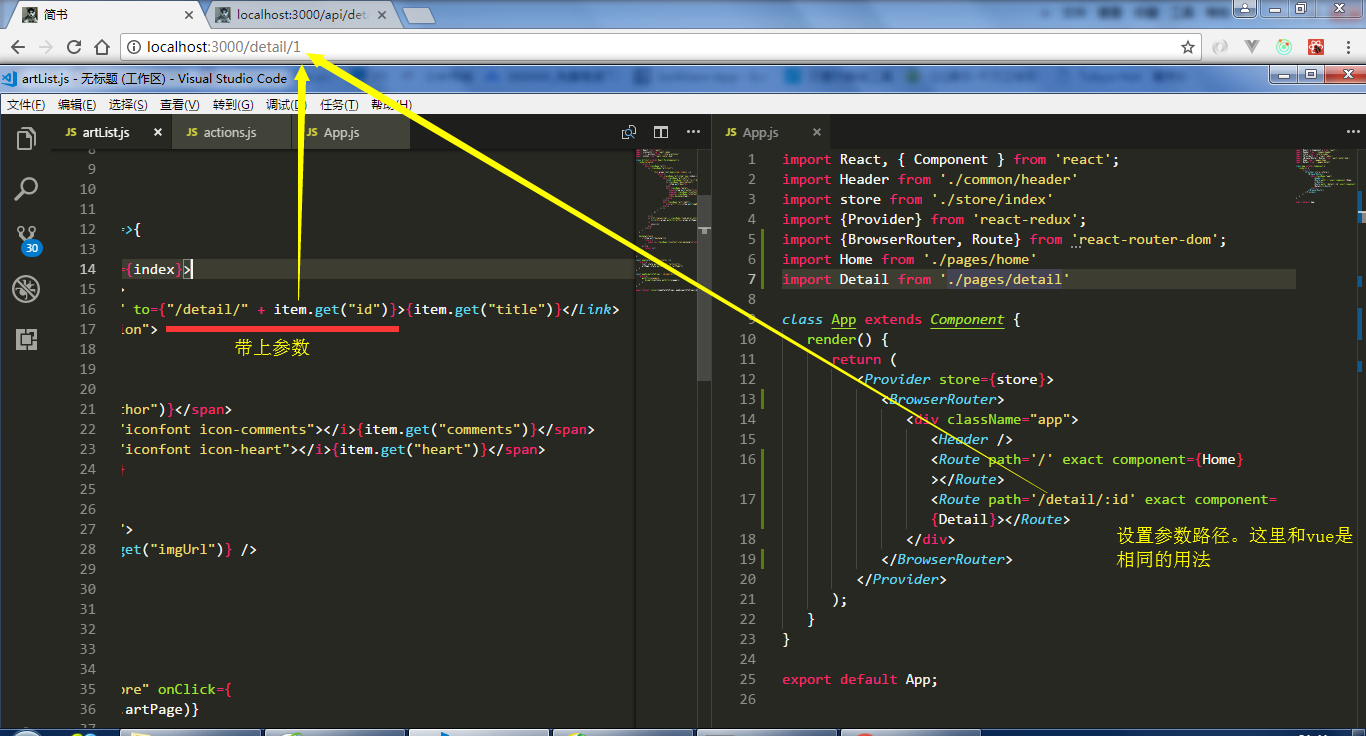 简书
localhost:3000/api/det
localhost:3000/detail/1
artList.js - 无标题 (工作区) - Visual Studio Code
文件(F) 编辑(E) 选择(S) 查看(V) 转到(G) 调试(D) 任务(T) 帮助(H)
JS artList.js
JS actions.js
JS App.js
8
9
10
11
12 =>{
13
14 ={index}>
15 >
16 " to={"/detail/" + item.get("id")}>{item.get("title")}</Link>
17 ion">
带上参数
18
19
20
21 thor")}</span>
22 "iconfont icon-comments"></i>{item.get("comments")}</span>
23 "iconfont icon-heart"></i>{item.get("heart")}</span>
24 }
25
26
27 ">
28 get("imgUrl")} />
29
30
31
32
33
34
35 ore" onClick={
36 .artPage)}
37
30
JS App.js
1 import React, { Component } from 'react';
2 import Header from './common/header'
3 import store from './store/index'
4 import {Provider} from 'react-redux';
5 import {BrowserRouter, Route} from 'react-router-dom';
6 import Home from './pages/home'
7 import Detail from './pages/detail'
8
9 class App extends Component {
10 render() {
11 return (
12 <Provider store={store}>
13 <BrowserRouter>
14 <div className="app">
15 <Header />
16 <Route path='/' exact component={Home}
></Route>
17 <Route path='/detail/:id' exact component=
{Detail}></Route>
18 </div>
19 </BrowserRouter>
20 </Provider>
21 );
22 }
23 }
24
25 export default App;
26
设置参数路径。这里和vue是
相同的用法